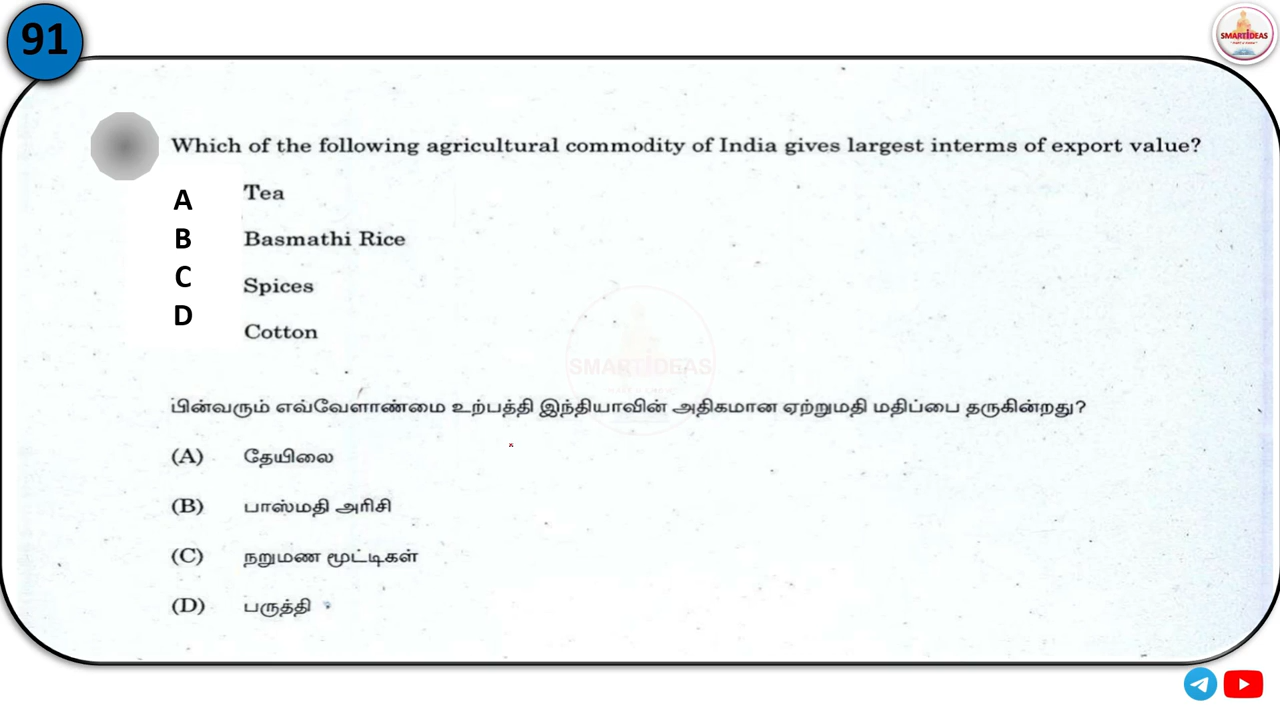 91
SMARTIDEAS
Which of the following agricultural commodity of India gives largest interms of export value?
A Tea
B Basmathi Rice
C Spices
D Cotton
SMARTIDEAS
பின்வரும் எவ்வேளாண்மை உற்பத்தி இந்தியாவின் அதிகமான ஏற்றுமதி மதிப்பை தருகின்றது?
(A) தேயிலை
(B) பாஸ்மதி அரிசி
(C) நறுமண மூட்டிகள்
(D) பருத்தி